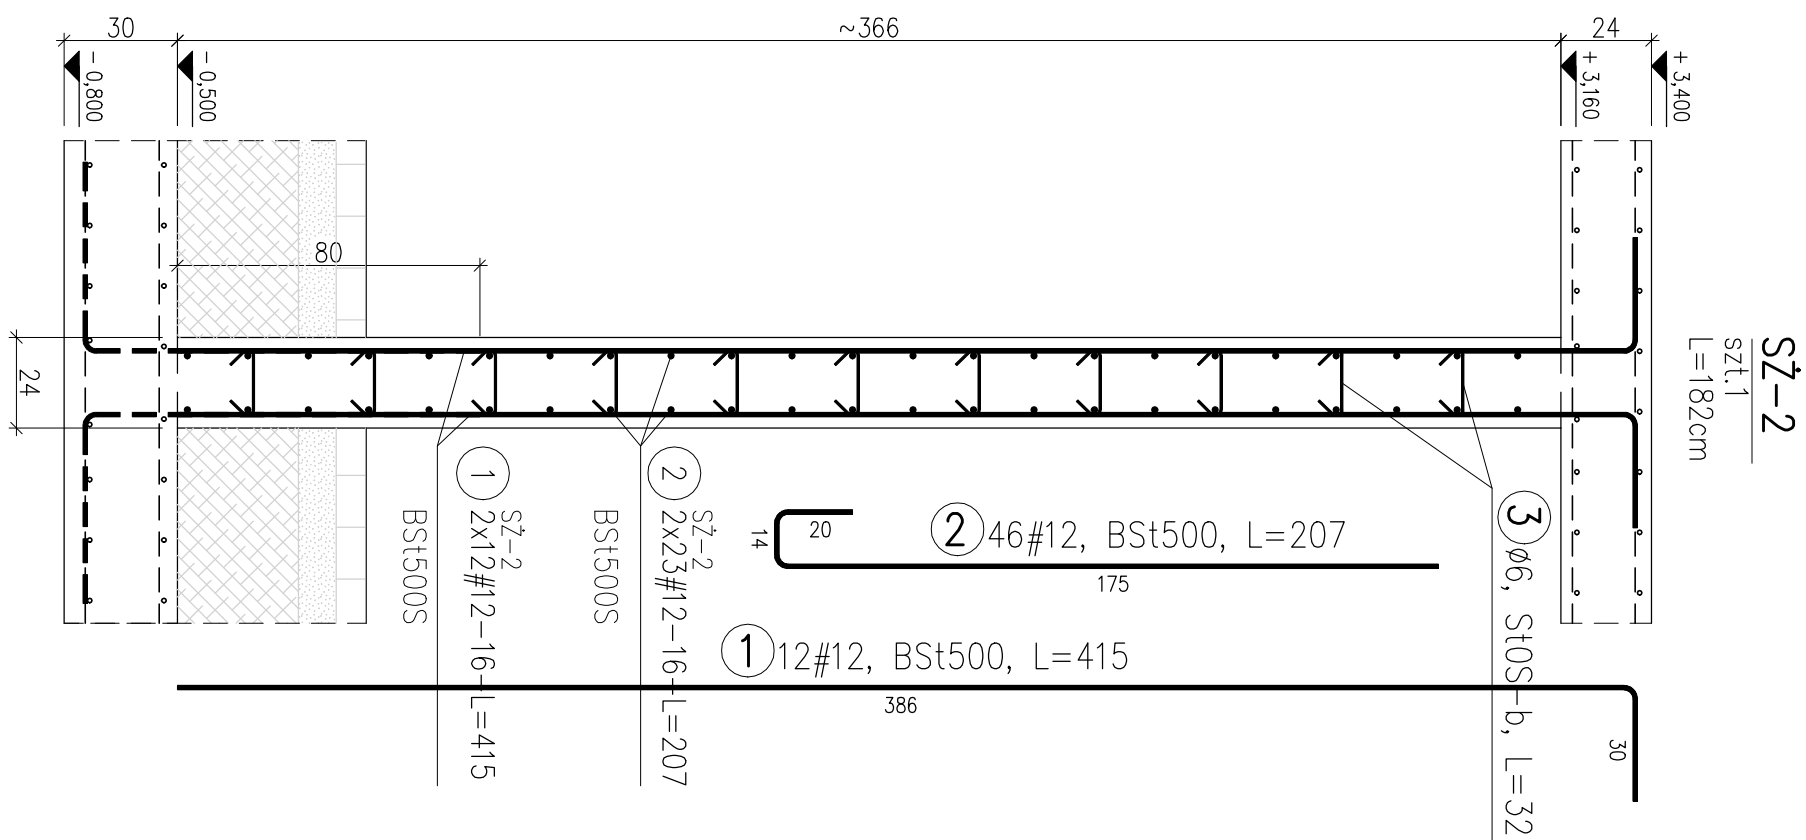 30
~366
24
-0,800
-0,500
+3,160
+3,400
80
24
SŻ-2
szt.1
L=182cm
1
SŻ-2
2x12#12-16-L=415
BSt500S
2
SŻ-2
2x23#12-16-L=207
BSt500S
3
ø6, St0S-b, L=32
2 46#12, BSt500, L=207
20
14
175
1 12#12, BSt500, L=415
386
30